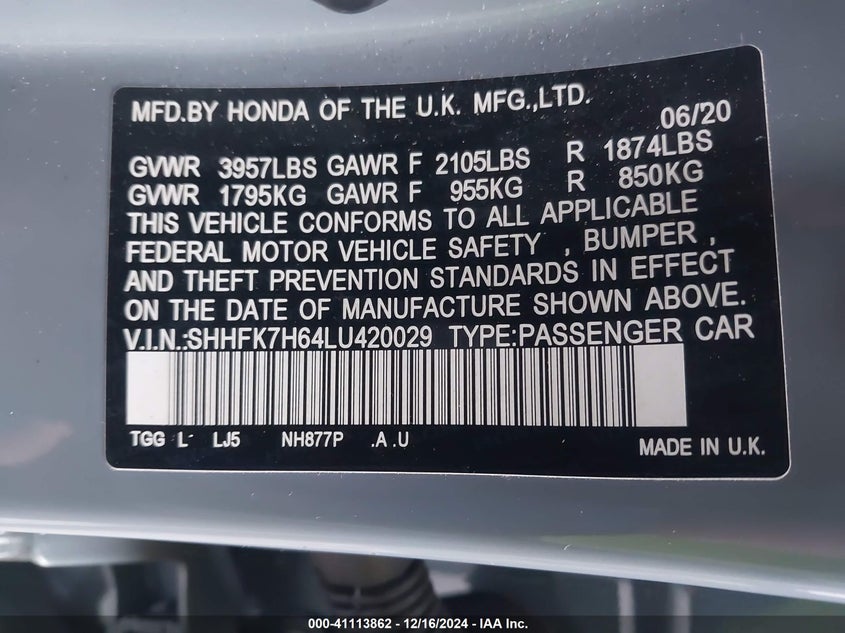 MFD.BY HONDA OF THE U.K. MFG.,LTD. 06/20
GVWR 3957LBS GAWR F 2105LBS R 1874LBS
GVWR 1795KG GAWR F 955KG R 850KG
THIS VEHICLE CONFORMS TO ALL APPLICABLE
FEDERAL MOTOR VEHICLE SAFETY , BUMPER ,
AND THEFT PREVENTION STANDARDS IN EFFECT
ON THE DATE OF MANUFACTURE SHOWN ABOVE.
V.I.N.:SHHFK7H64LU420029 TYPE:PASSENGER CAR
TGG L LJ5 NH877P .A .U MADE IN U.K.
000-41113862 - 12/16/2024 - IAA Inc.